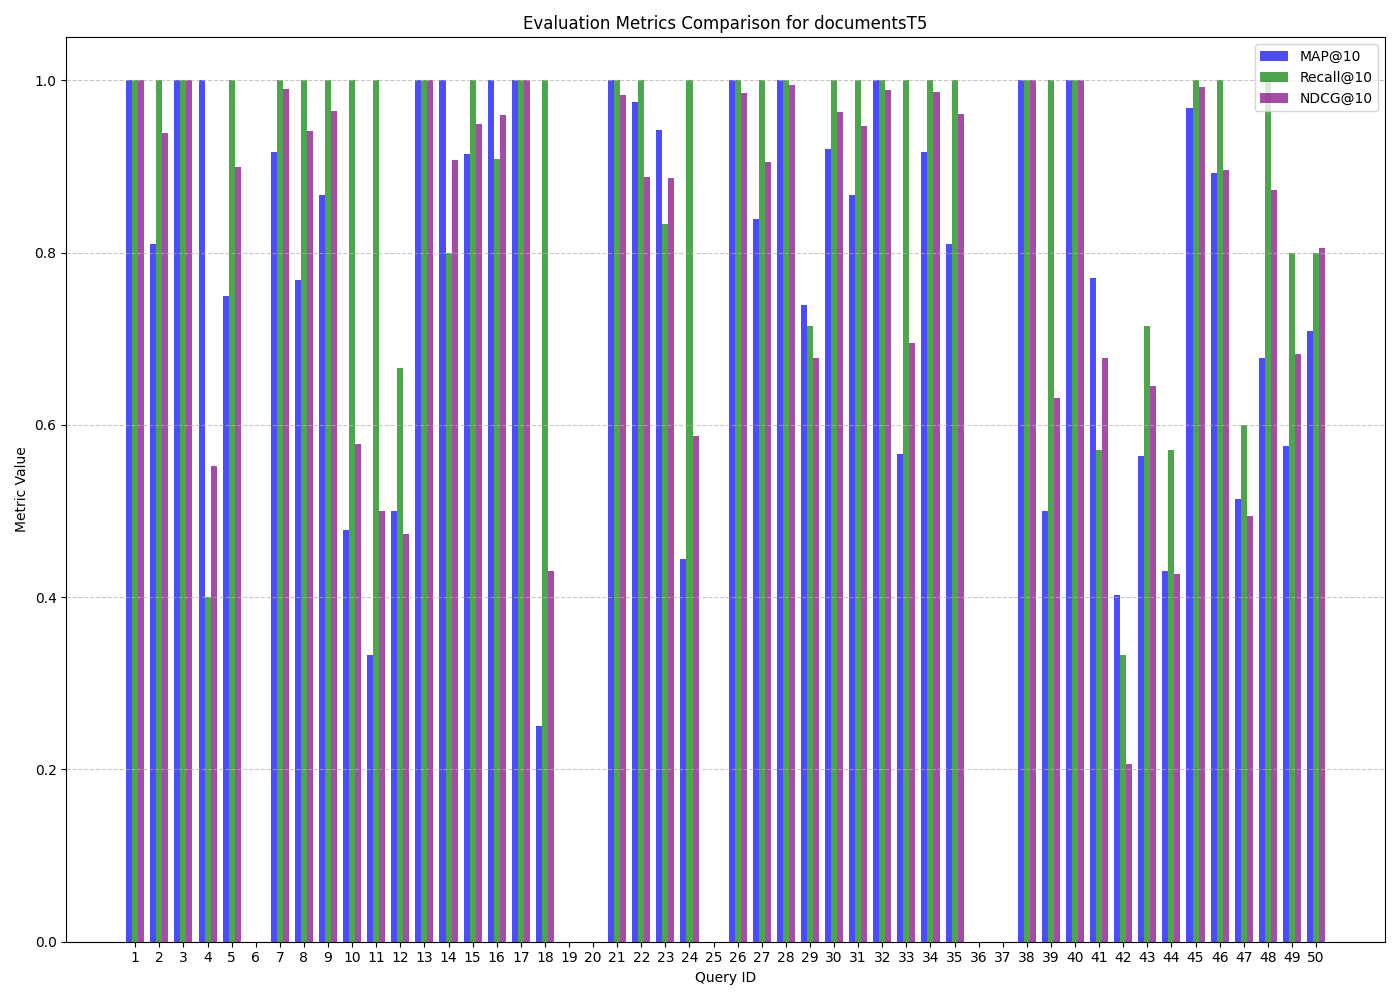 Evaluation Metrics Comparison for documentsT5
MAP@10
Recall@10
NDCG@10
Metric Value
1.0
0.8
0.6
0.4
0.2
0.0
1 2 3 4 5 6 7 8 9 10 11 12 13 14 15 16 17 18 19 20 21 22 23 24 25 26 27 28 29 30 31 32 33 34 35 36 37 38 39 40 41 42 43 44 45 46 47 48 49 50
Query ID